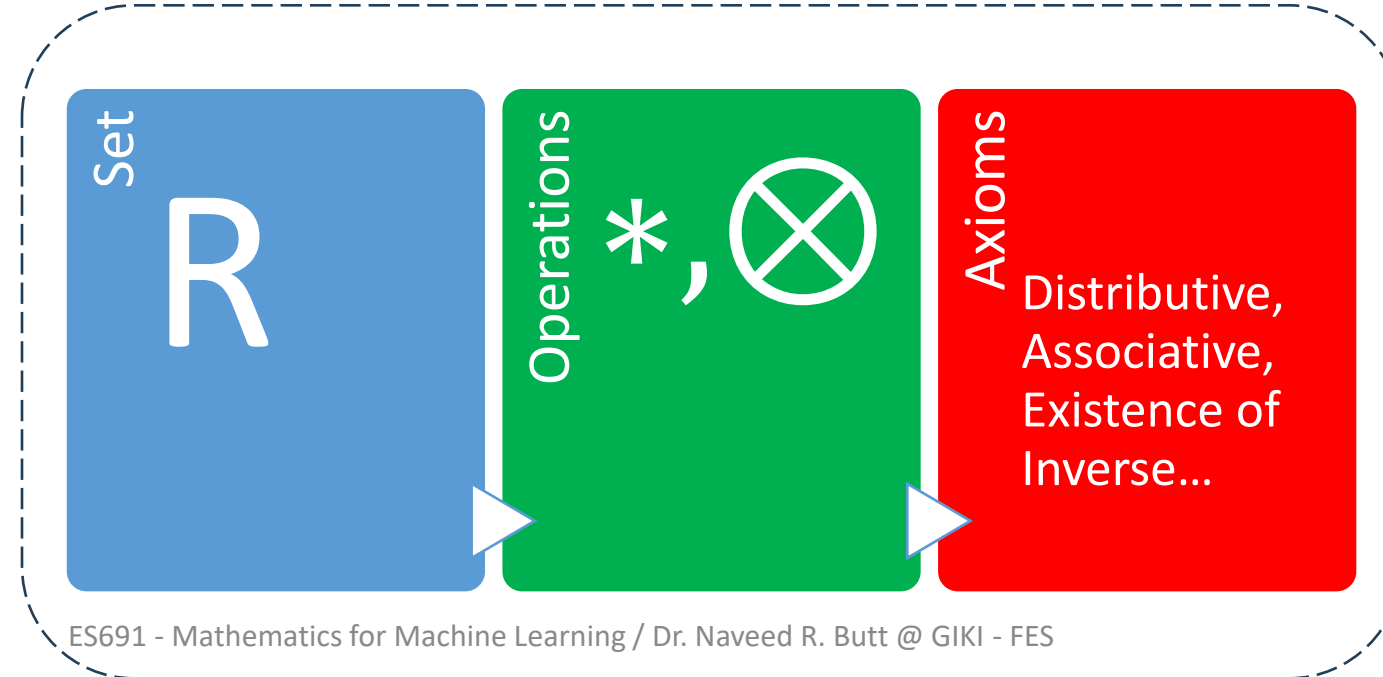 Set
R
Operations
*,⊗
Axioms
Distributive,
Associative,
Existence of
Inverse…
ES691 - Mathematics for Machine Learning / Dr. Naveed R. Butt @ GIKI - FES